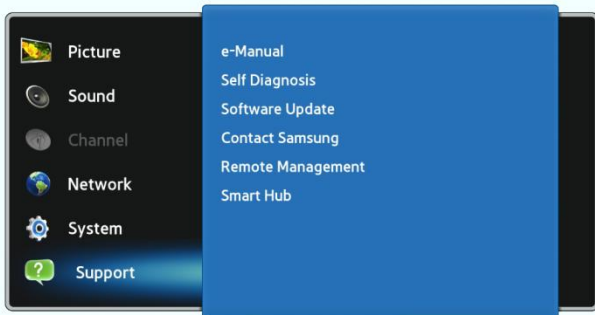 Picture
Sound
Channel
Network
System
Support
e-Manual
Self Diagnosis
Software Update
Contact Samsung
Remote Management
Smart Hub